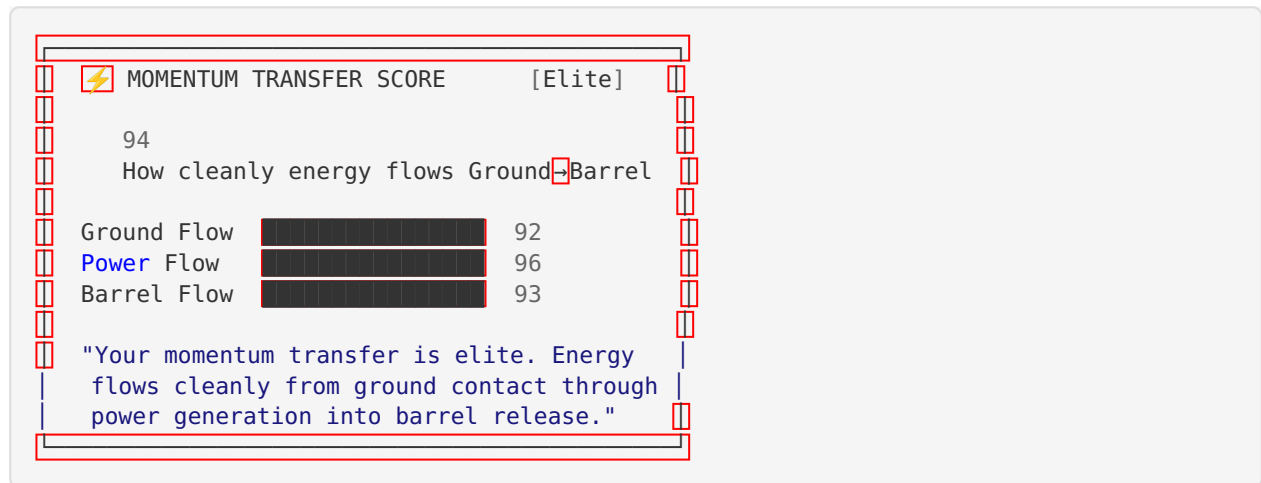 ⚡ MOMENTUM TRANSFER SCORE [Elite]
94
How cleanly energy flows Ground→Barrel
Ground Flow 92
Power Flow 96
Barrel Flow 93
"Your momentum transfer is elite. Energy
flows cleanly from ground contact through
power generation into barrel release."